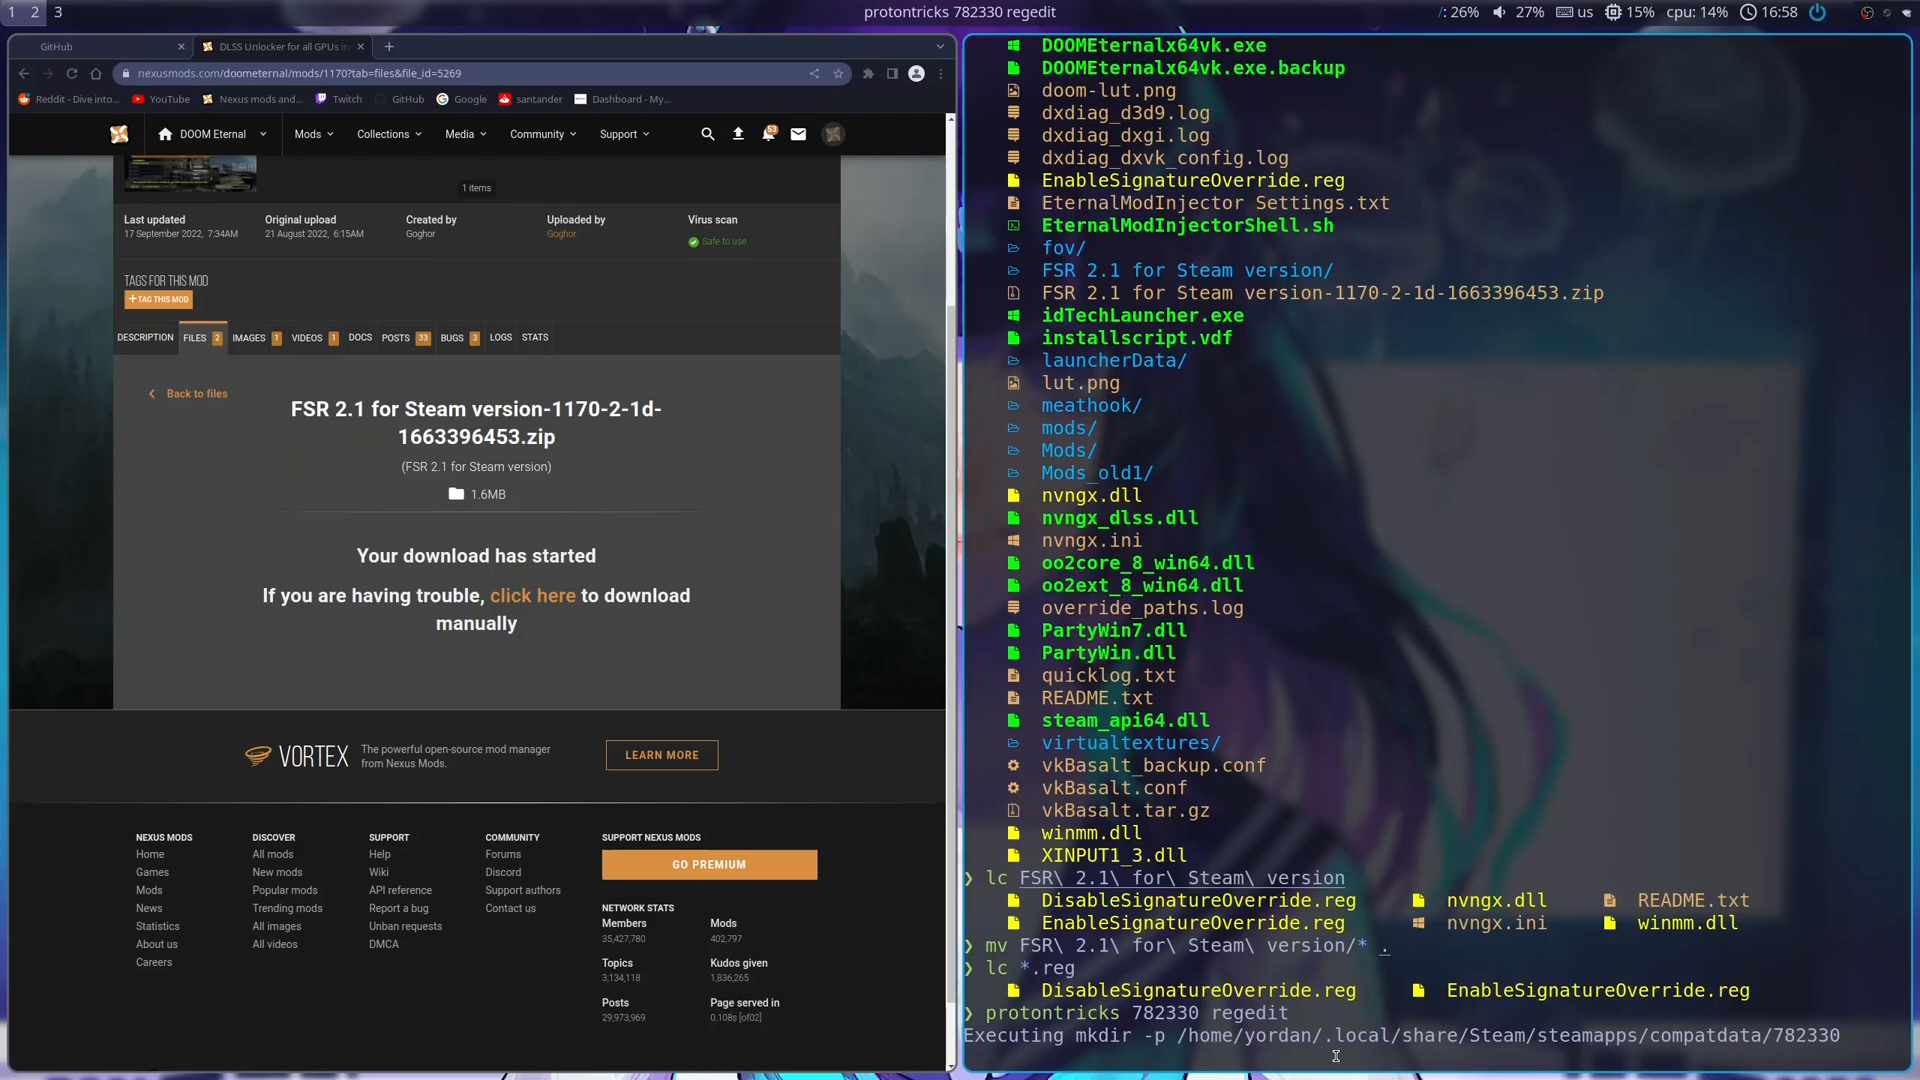 1 2 3
protontricks 782330 regedit
/: 26% 27% us 15% cpu: 14% 16:58
GitHub
DLSS Unlocker for all GPUs in
nexusmods.com/doometernal/mods/1170?tab=files&file_id=5269
Reddit - Dive into... YouTube Nexus mods and... Twitch GitHub Google santander Dashboard - My...
DOOM Eternal Mods Collections Media Community Support 53
1 items
Last updated Original upload Created by Uploaded by Virus scan
17 September 2022, 7:34AM 21 August 2022, 6:15AM Goghor Goghor Safe to use
TAGS FOR THIS MOD
+ TAG THIS MOD
DESCRIPTION FILES 2 IMAGES 1 VIDEOS 1 DOCS POSTS 33 BUGS 3 LOGS STATS
Back to files
FSR 2.1 for Steam version-1170-2-1d-
1663396453.zip
(FSR 2.1 for Steam version)
1.6MB
Your download has started
If you are having trouble, click here to download
manually
VORTEX
The powerful open-source mod manager
from Nexus Mods.
LEARN MORE
NEXUS MODS
Home
Games
Mods
News
Statistics
About us
Careers
DISCOVER
All mods
New mods
Popular mods
Trending mods
All images
All videos
SUPPORT
Help
Wiki
API reference
Report a bug
Unban requests
DMCA
COMMUNITY
Forums
Discord
Support authors
Contact us
SUPPORT NEXUS MODS
GO PREMIUM
NETWORK STATS
Members Mods
35,427,780 402,797
Topics Kudos given
3,134,118 1,836,265
Posts Page served in
29,973,969 0.108s [of02]
DOOMEternalx64vk.exe
DOOMEternalx64vk.exe.backup
doom-lut.png
dxdiag_d3d9.log
dxdiag_dxgi.log
dxdiag_dxvk_config.log
EnableSignatureOverride.reg
EternalModInjector Settings.txt
EternalModInjectorShell.sh
fov/
FSR 2.1 for Steam version/
FSR 2.1 for Steam version-1170-2-1d-1663396453.zip
idTechLauncher.exe
installscript.vdf
launcherData/
lut.png
meathook/
mods/
Mods/
Mods_old1/
nvngx.dll
nvngx_dlss.dll
nvngx.ini
oo2core_8_win64.dll
oo2ext_8_win64.dll
override_paths.log
PartyWin7.dll
PartyWin.dll
quicklog.txt
README.txt
steam_api64.dll
virtualtextures/
vkBasalt_backup.conf
vkBasalt.conf
vkBasalt.tar.gz
winmm.dll
XINPUT1_3.dll
❯ lc FSR\ 2.1\ for\ Steam\ version
DisableSignatureOverride.reg nvngx.dll README.txt
EnableSignatureOverride.reg nvngx.ini winmm.dll
❯ mv FSR\ 2.1\ for\ Steam\ version/* .
❯ lc *.reg
DisableSignatureOverride.reg EnableSignatureOverride.reg
❯ protontricks 782330 regedit
Executing mkdir -p /home/yordan/.local/share/Steam/steamapps/compatdata/782330